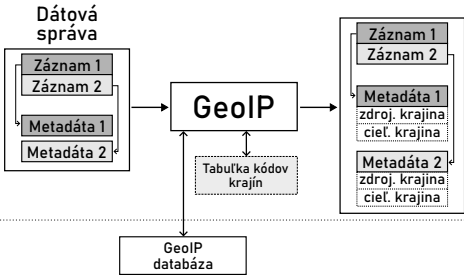 Dátová
správa
Záznam 1
Záznam 2
Metadáta 1
Metadáta 2
GeoIP
Tabuľka kódov
krajín
GeoIP
databáza
Záznam 1
Záznam 2
Metadáta 1
zdroj. krajina
cieľ. krajina
Metadáta 2
zdroj. krajina
cieľ. krajina